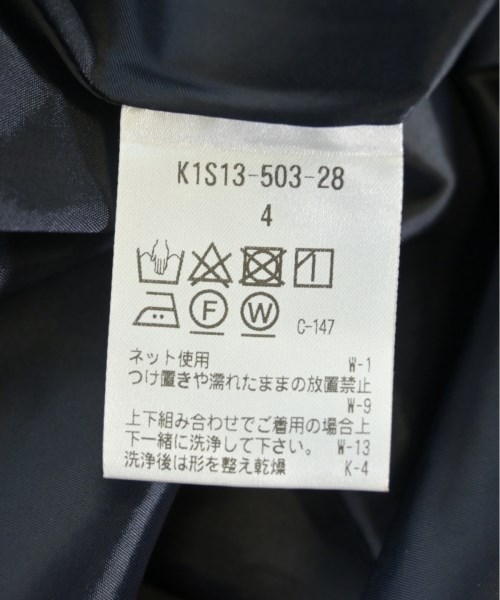 K1S13-503-28
4
F W C-147
ネット使用 W-1
つけ置きや濡れたままの放置禁止
W-9
上下組み合わせでご着用の場合上
下一緒に洗浄して下さい。 W-13
洗浄後は形を整え乾燥 K-4